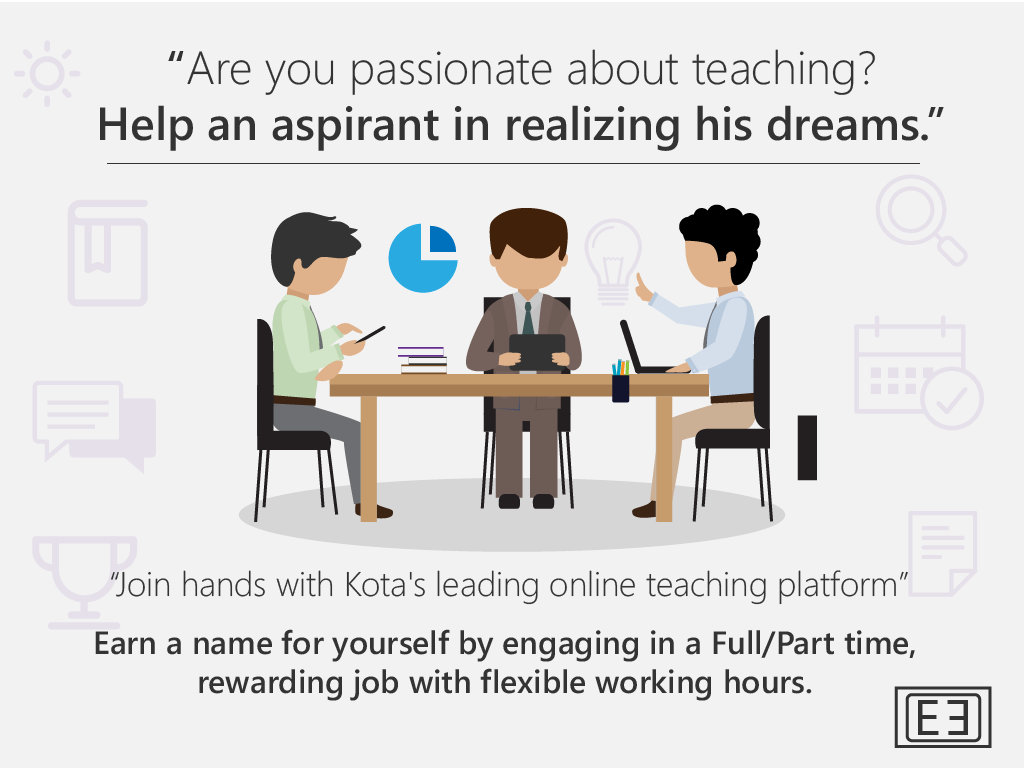 “Are you passionate about teaching?
Help an aspirant in realizing his dreams.”
“Join hands with Kota's leading online teaching platform”
Earn a name for yourself by engaging in a Full/Part time,
rewarding job with flexible working hours.
EƎ